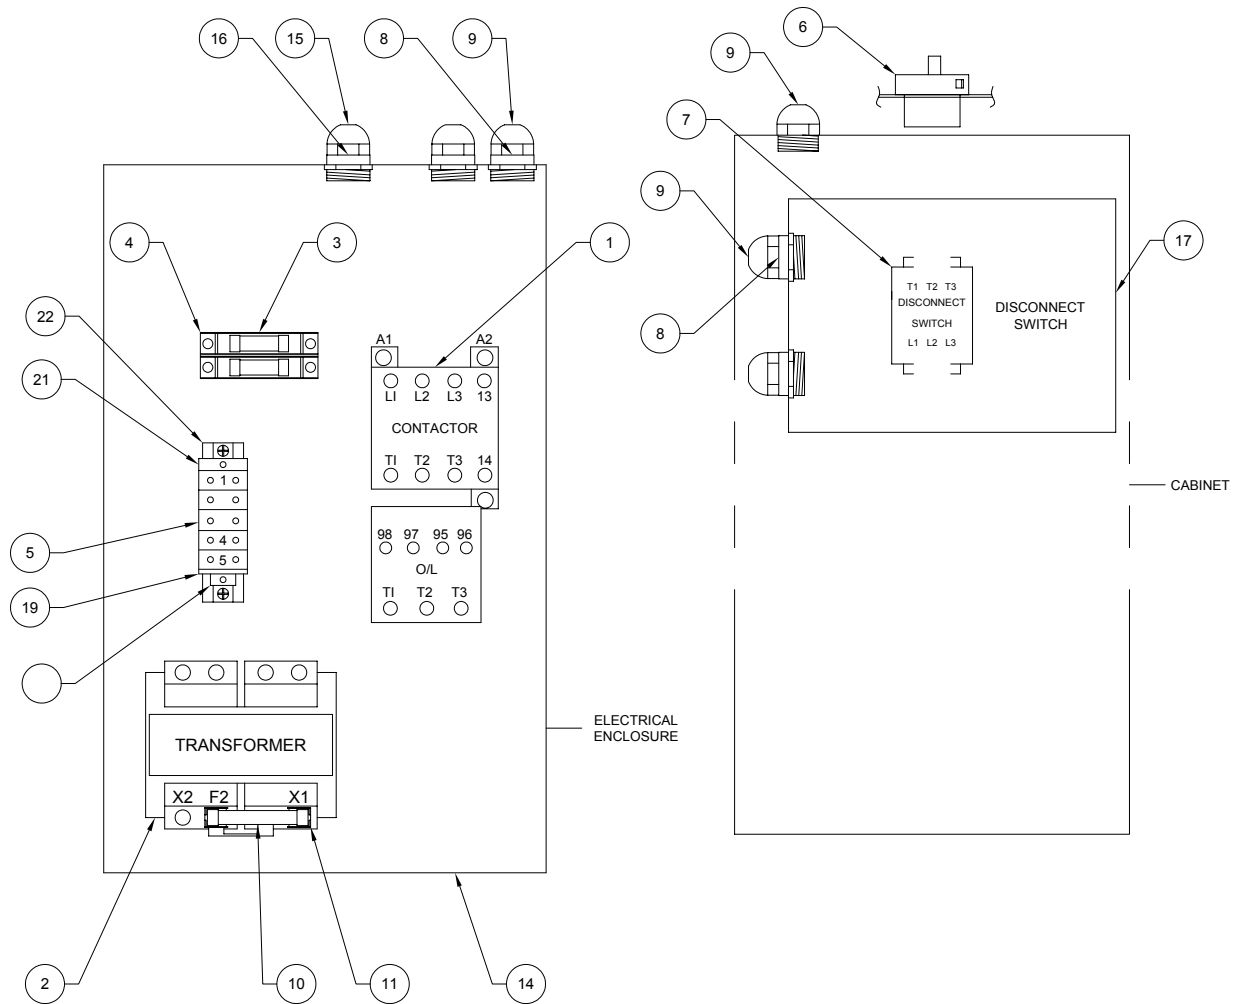 16
15
8
9
6
9
7
9
4
3
1
17
22
A1
A2
T1 T2 T3
DISCONNECT
SWITCH
L1 L2 L3
DISCONNECT
SWITCH
8
21
LI L2 L3 13
CONTACTOR
TI T2 T3 14
1
4
5
5
CABINET
98 97 95 96
O/L
TI T2 T3
19
ELECTRICAL
ENCLOSURE
TRANSFORMER
X2 F2 X1
2
10
11
14